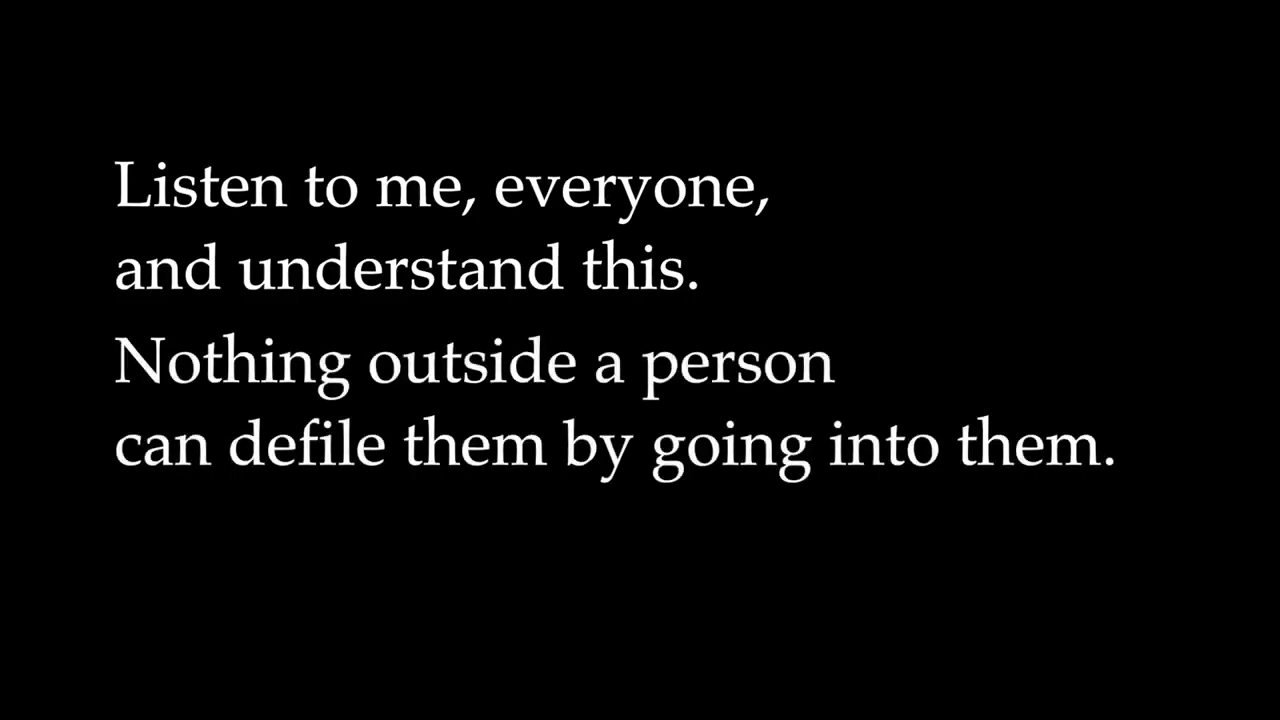 Listen to me, everyone,
and understand this.
Nothing outside a person
can defile them by going into them.